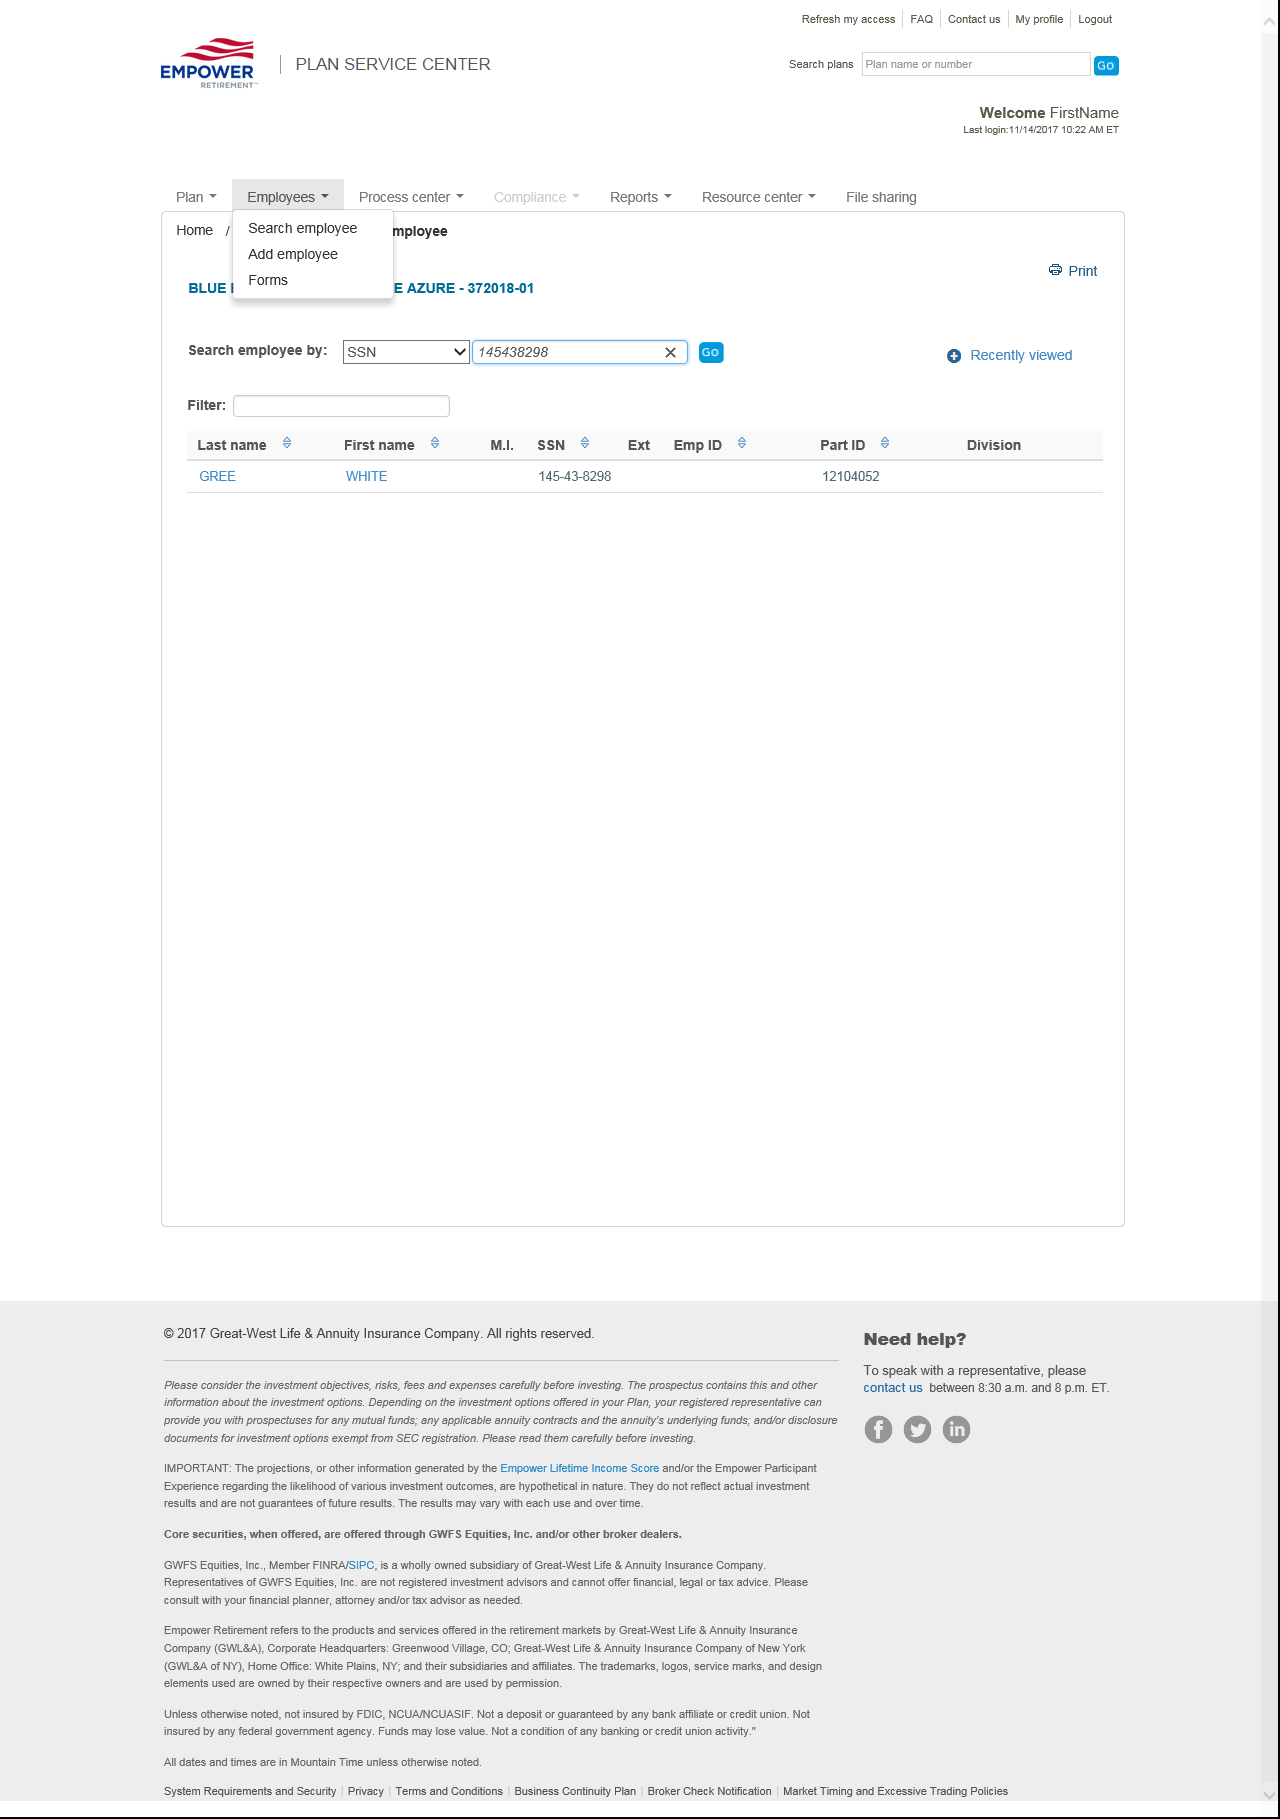 Refresh my access FAQ Contact us My profile Logout
EMPOWER
RETIREMENT™
PLAN SERVICE CENTER
Search plans Plan name or number GO
Welcome FirstName
Last login:11/14/2017 10:22 AM ET
Plan Employees Process center Compliance Reports Resource center File sharing
Home / mployee
Search employee
Add employee
Forms
Print
BLUE E AZURE - 372018-01
Search employee by: SSN 145438298 GO
Recently viewed
Filter:
Last name First name M.I. SSN Ext Emp ID Part ID Division
GREE WHITE 145-43-8298 12104052
© 2017 Great-West Life & Annuity Insurance Company. All rights reserved.
Please consider the investment objectives, risks, fees and expenses carefully before investing. The prospectus contains this and other
information about the investment options. Depending on the investment options offered in your Plan, your registered representative can
provide you with prospectuses for any mutual funds; any applicable annuity contracts and the annuity's underlying funds; and/or disclosure
documents for investment options exempt from SEC registration. Please read them carefully before investing.
IMPORTANT: The projections, or other information generated by the Empower Lifetime Income Score and/or the Empower Participant
Experience regarding the likelihood of various investment outcomes, are hypothetical in nature. They do not reflect actual investment
results and are not guarantees of future results. The results may vary with each use and over time.
Core securities, when offered, are offered through GWFS Equities, Inc. and/or other broker dealers.
GWFS Equities, Inc., Member FINRA/SIPC, is a wholly owned subsidiary of Great-West Life & Annuity Insurance Company.
Representatives of GWFS Equities, Inc. are not registered investment advisors and cannot offer financial, legal or tax advice. Please
consult with your financial planner, attorney and/or tax advisor as needed.
Empower Retirement refers to the products and services offered in the retirement markets by Great-West Life & Annuity Insurance
Company (GWL&A), Corporate Headquarters: Greenwood Village, CO; Great-West Life & Annuity Insurance Company of New York
(GWL&A of NY), Home Office: White Plains, NY; and their subsidiaries and affiliates. The trademarks, logos, service marks, and design
elements used are owned by their respective owners and are used by permission.
Unless otherwise noted, not insured by FDIC, NCUA/NCUASIF. Not a deposit or guaranteed by any bank affiliate or credit union. Not
insured by any federal government agency. Funds may lose value. Not a condition of any banking or credit union activity."
All dates and times are in Mountain Time unless otherwise noted.
System Requirements and Security | Privacy | Terms and Conditions | Business Continuity Plan | Broker Check Notification | Market Timing and Excessive Trading Policies
Need help?
To speak with a representative, please
contact us between 8:30 a.m. and 8 p.m. ET.